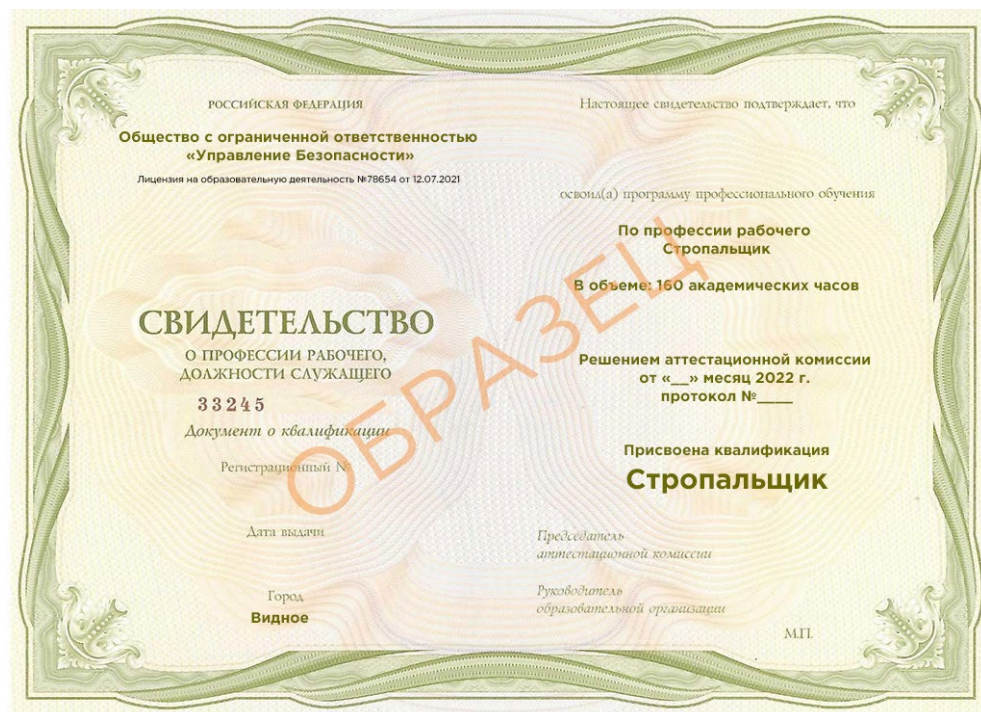 РОССИЙСКАЯ ФЕДЕРАЦИЯ
Общество с ограниченной ответственностью
«Управление Безопасности»
Лицензия на образовательную деятельность №78654 от 12.07.2021
СВИДЕТЕЛЬСТВО
О ПРОФЕССИИ РАБОЧЕГО,
ДОЛЖНОСТИ СЛУЖАЩЕГО
33245
Документ о квалификации
Регистрационный №
Дата выдачи
Город
Видное
Настоящее свидетельство подтверждает, что
освоил(а) программу профессионального обучения
По профессии рабочего
Стропальщик
В объеме: 160 академических часов
Решением аттестационной комиссии
от «__» месяц 2022 г.
протокол №____
Присвоена квалификация
Стропальщик
Председатель
аттестационной комиссии
Руководитель
образовательной организации
М.П.
ОБРАЗЕЦ